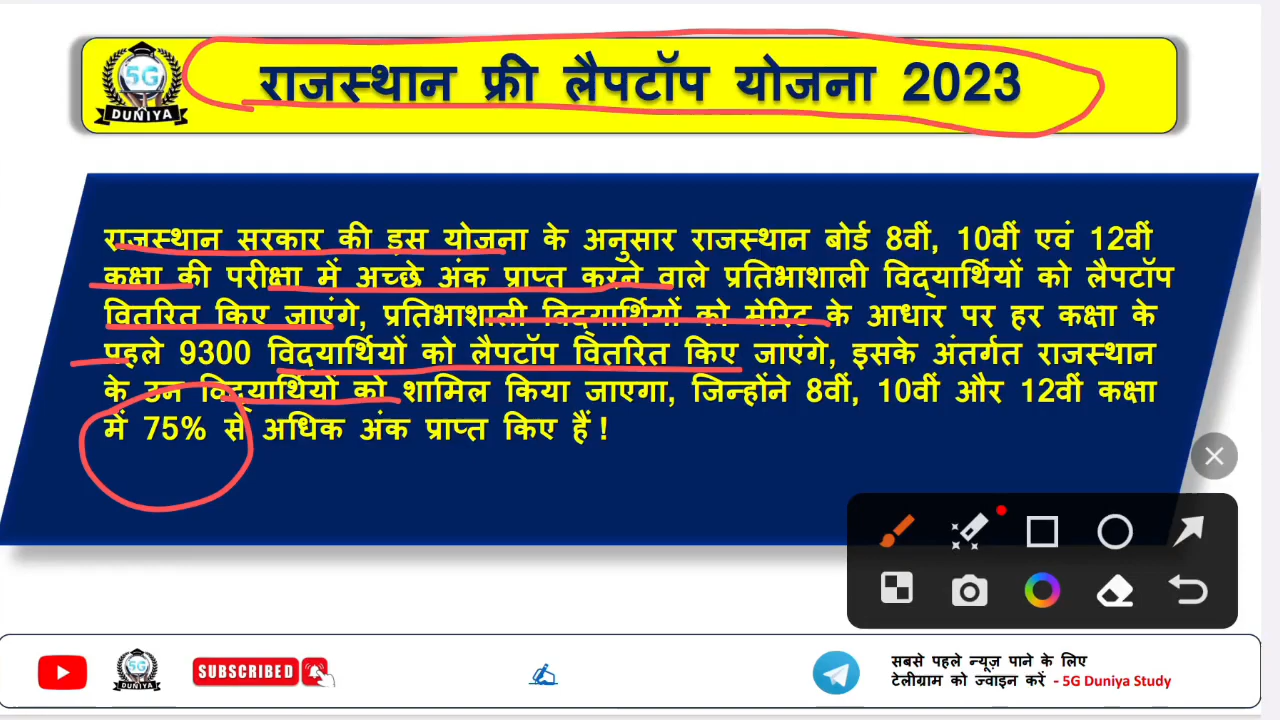 5G
DUNIYA
राजस्थान फ्री लैपटॉप योजना 2023
राजस्थान सरकार की इस योजना के अनुसार राजस्थान बोर्ड 8वीं, 10वीं एवं 12वीं
कक्षा की परीक्षा में अच्छे अंक प्राप्त करने वाले प्रतिभाशाली विद्यार्थियों को लैपटॉप
वितरित किए जाएंगे, प्रतिभाशाली विद्यार्थियों को मेरिट के आधार पर हर कक्षा के
पहले 9300 विद्यार्थियों को लैपटॉप वितरित किए जाएंगे, इसके अंतर्गत राजस्थान
के उन विद्यार्थियों को शामिल किया जाएगा, जिन्होंने 8वीं, 10वीं और 12वीं कक्षा
में 75% से अधिक अंक प्राप्त किए हैं !
5G
DUNIYA
SUBSCRIBED
सबसे पहले न्यूज़ पाने के लिए
टेलीग्राम को ज्वाइन करें - 5G Duniya Study